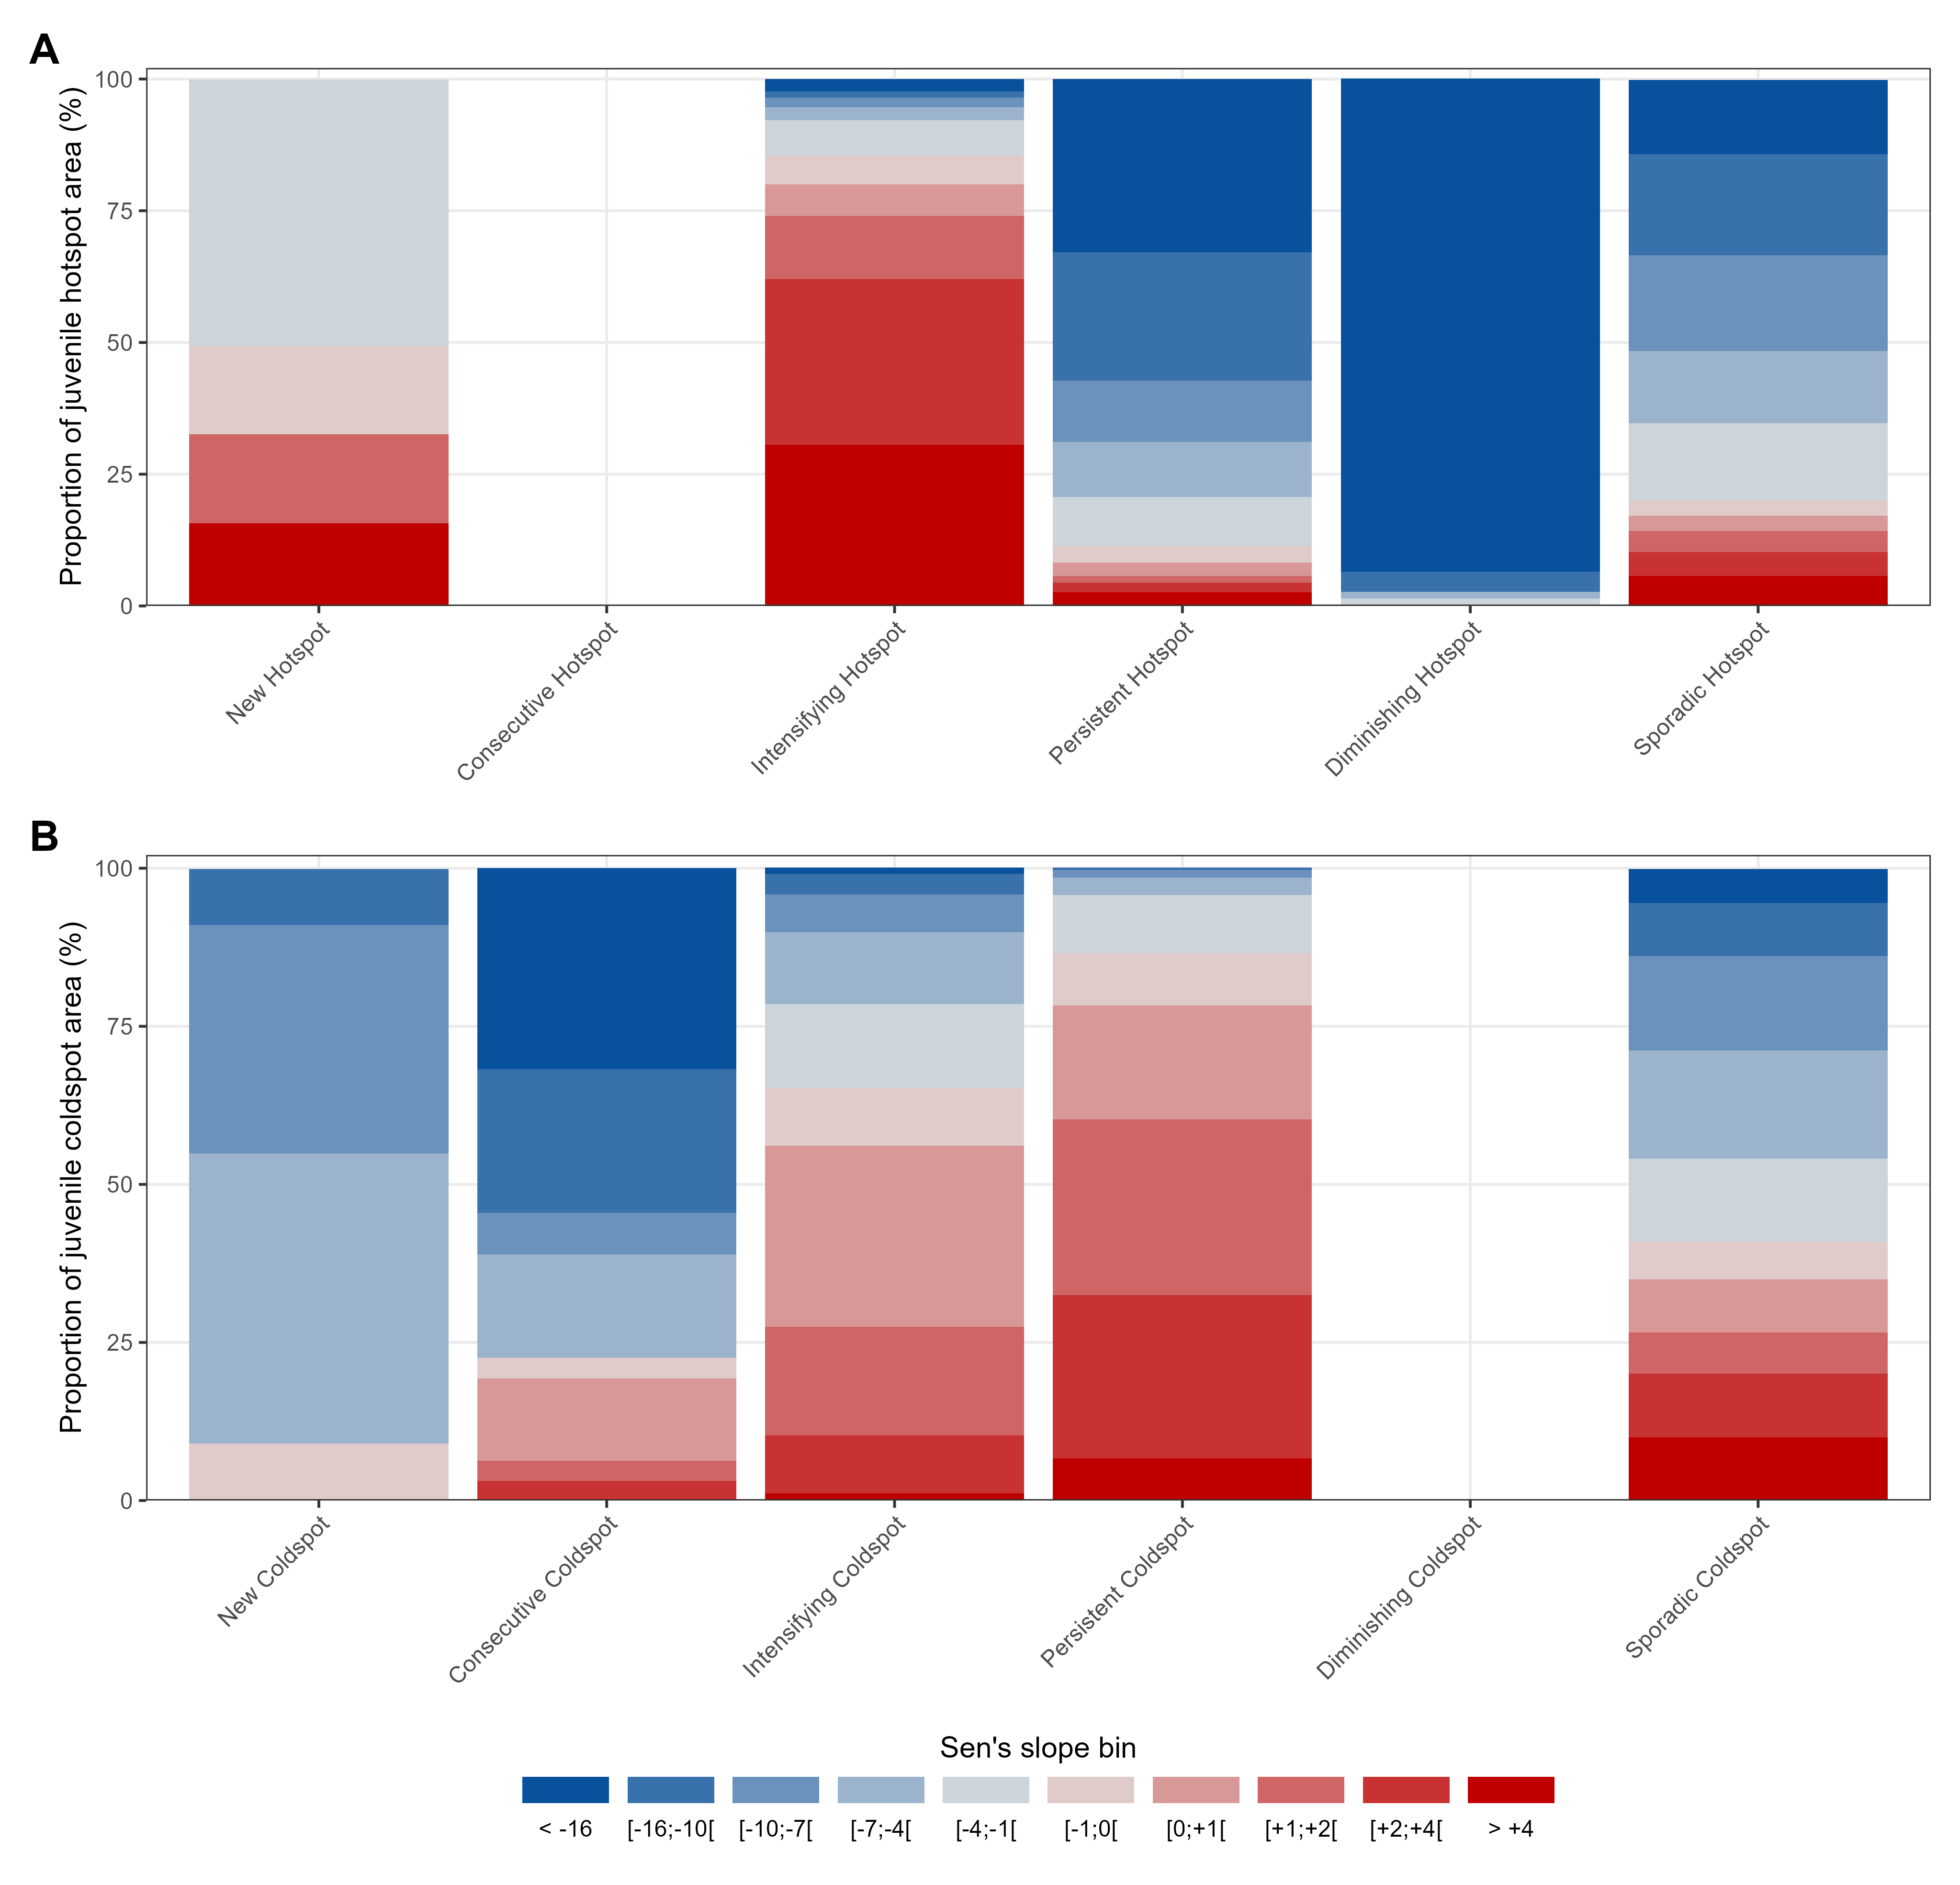 A
Proportion of juvenile hotspot area (%)
100
75
50
25
0
New Hotspot
Consecutive Hotspot
Intensifying Hotspot
Persistent Hotspot
Diminishing Hotspot
Sporadic Hotspot
B
Proportion of juvenile coldspot area (%)
100
75
50
25
0
New Coldspot
Consecutive Coldspot
Intensifying Coldspot
Persistent Coldspot
Diminishing Coldspot
Sporadic Coldspot
Sen's slope bin
< -16
[-16;-10[
[-10;-7[
[-7;-4[
[-4;-1[
[-1;0[
[0;+1[
[+1;+2[
[+2;+4[
> +4